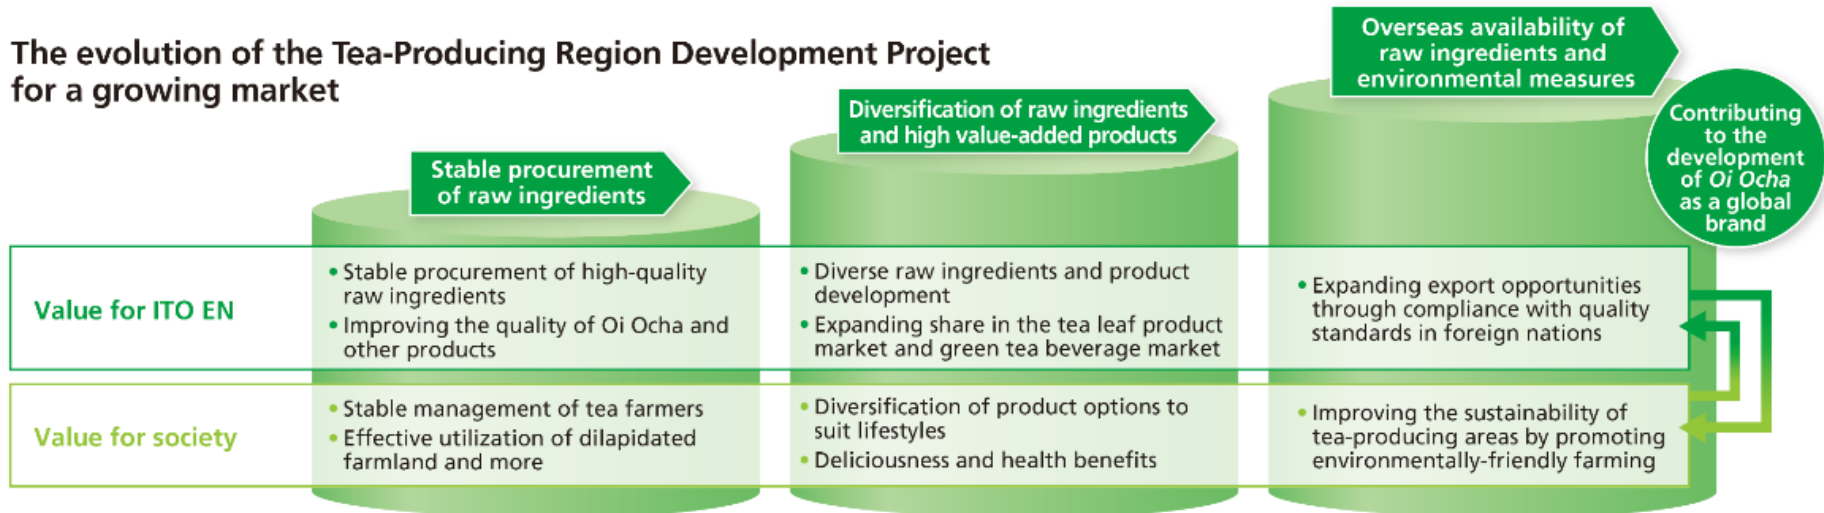 The evolution of the Tea-Producing Region Development Project
for a growing market
Stable procurement
of raw ingredients
Diversification of raw ingredients
and high value-added products
Overseas availability of
raw ingredients and
environmental measures
Contributing
to the
development
of Oi Ocha
as a global
brand
Value for ITO EN
• Stable procurement of high-quality
raw ingredients
• Improving the quality of Oi Ocha and
other products
• Diverse raw ingredients and product
development
• Expanding share in the tea leaf product
market and green tea beverage market
• Expanding export opportunities
through compliance with quality
standards in foreign nations
Value for society
• Stable management of tea farmers
• Effective utilization of dilapidated
farmland and more
• Diversification of product options to
suit lifestyles
• Deliciousness and health benefits
• Improving the sustainability of
tea-producing areas by promoting
environmentally-friendly farming